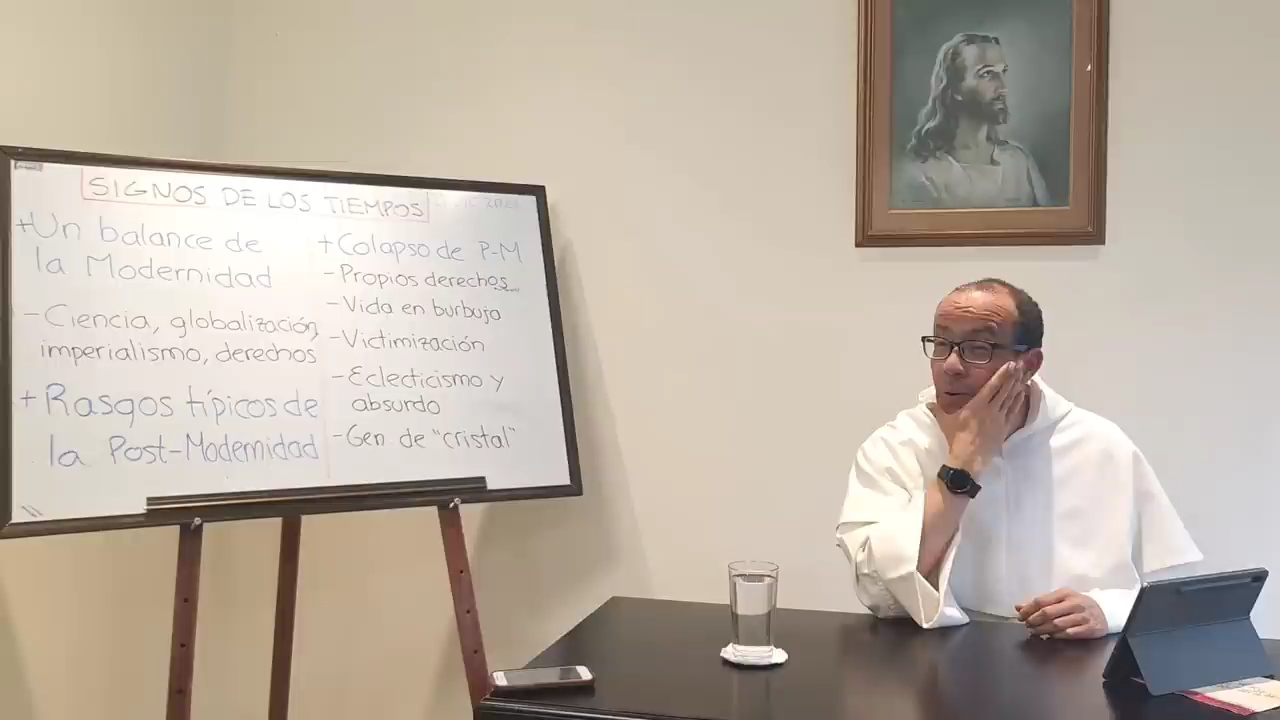 SIGNOS DE LOS TIEMPOS
+Un balance de
la Modernidad
-Ciencia, globalización,
imperialismo, derechos
+Rasgos típicos de
la Post-Modernidad
+Colapso de P-M
-Propios derechos
-Vida en burbuja
-Victimización
-Eclecticismo y
absurdo
-Gen de "cristal"